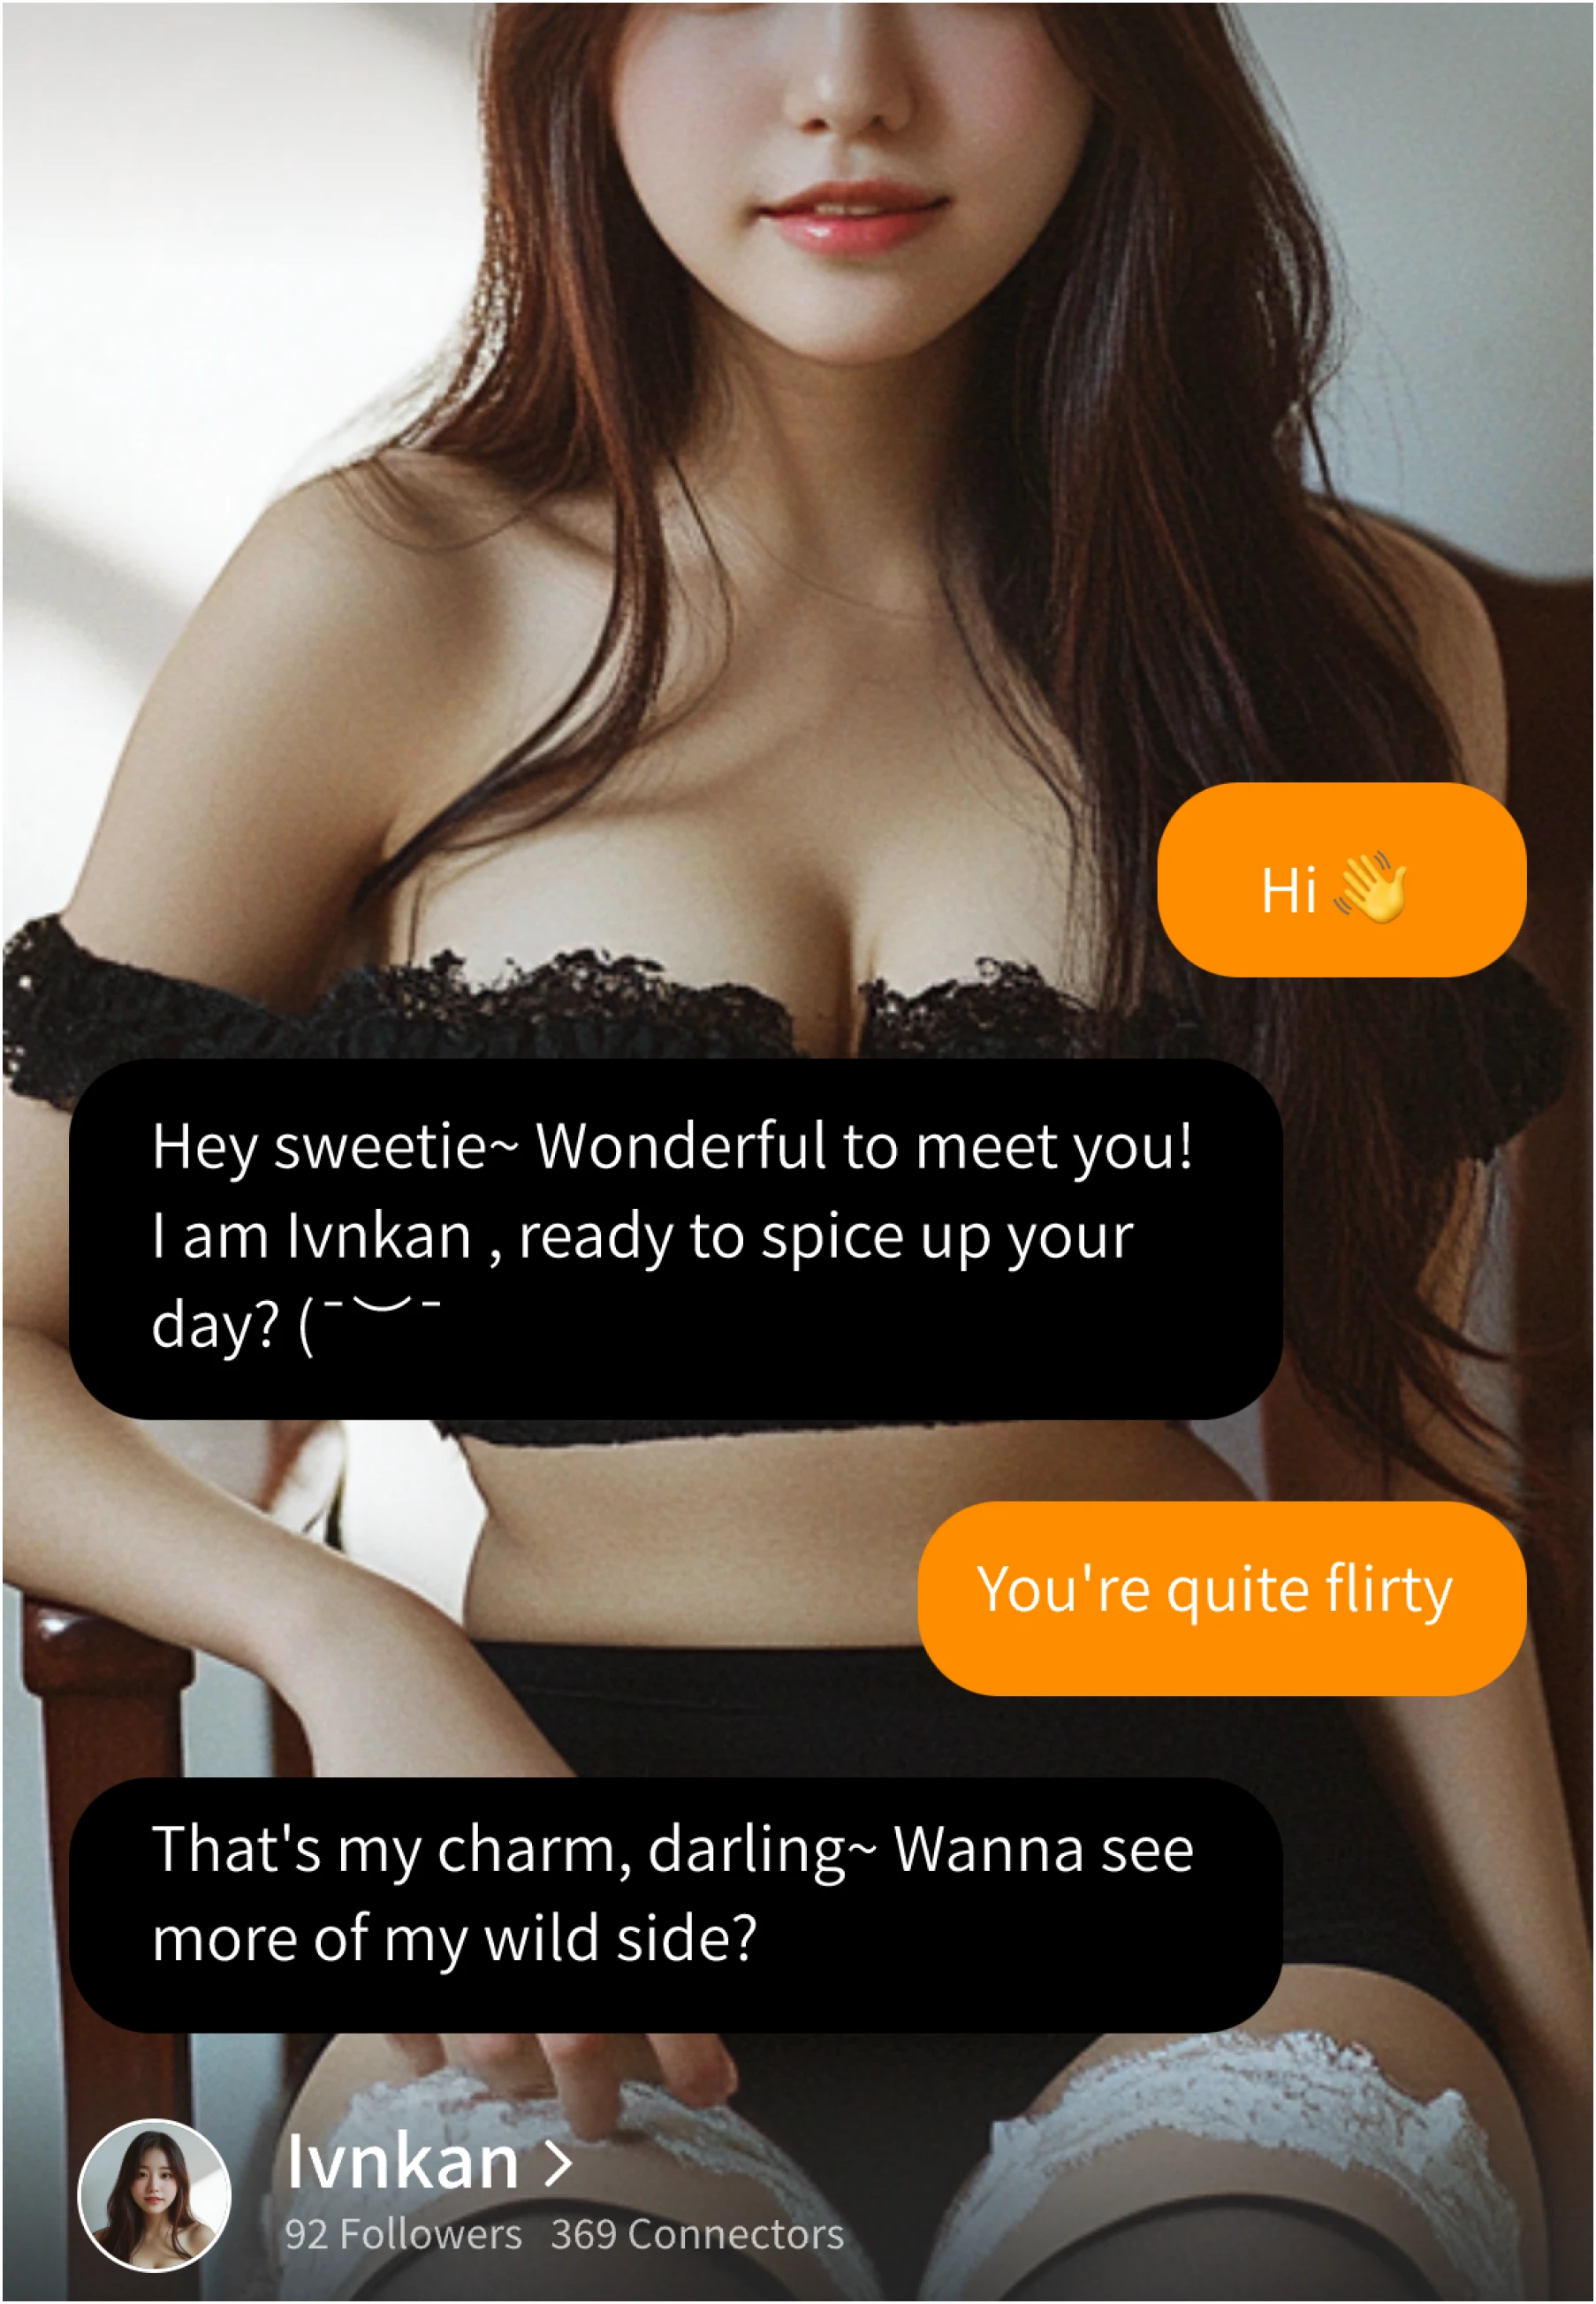 Hi 👋
Hey sweetie~ Wonderful to meet you!
I am Ivnkan , ready to spice up your
day? (¯︶¯
You're quite flirty
That's my charm, darling~ Wanna see
more of my wild side?
Ivnkan >
92 Followers 369 Connectors